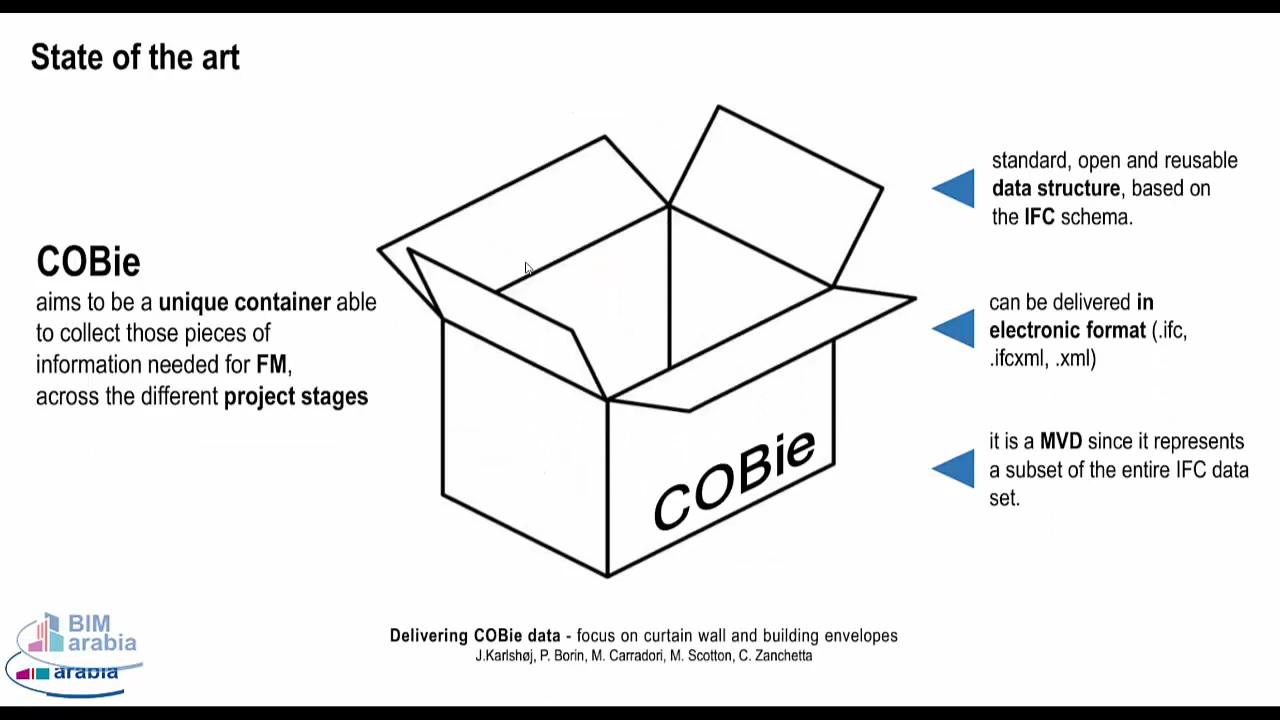 State of the art
COBie
aims to be a unique container able
to collect those pieces of
information needed for FM,
across the different project stages
COBie
standard, open and reusable
data structure, based on
the IFC schema.
can be delivered in
electronic format (.ifc,
.ifcxml, .xml)
it is a MVD since it represents
a subset of the entire IFC data
set.
Delivering COBie data - focus on curtain wall and building envelopes
J.Karlshøj, P. Borin, M. Carradori, M. Scotton, C. Zanchetta
BIM
arabia
arabia